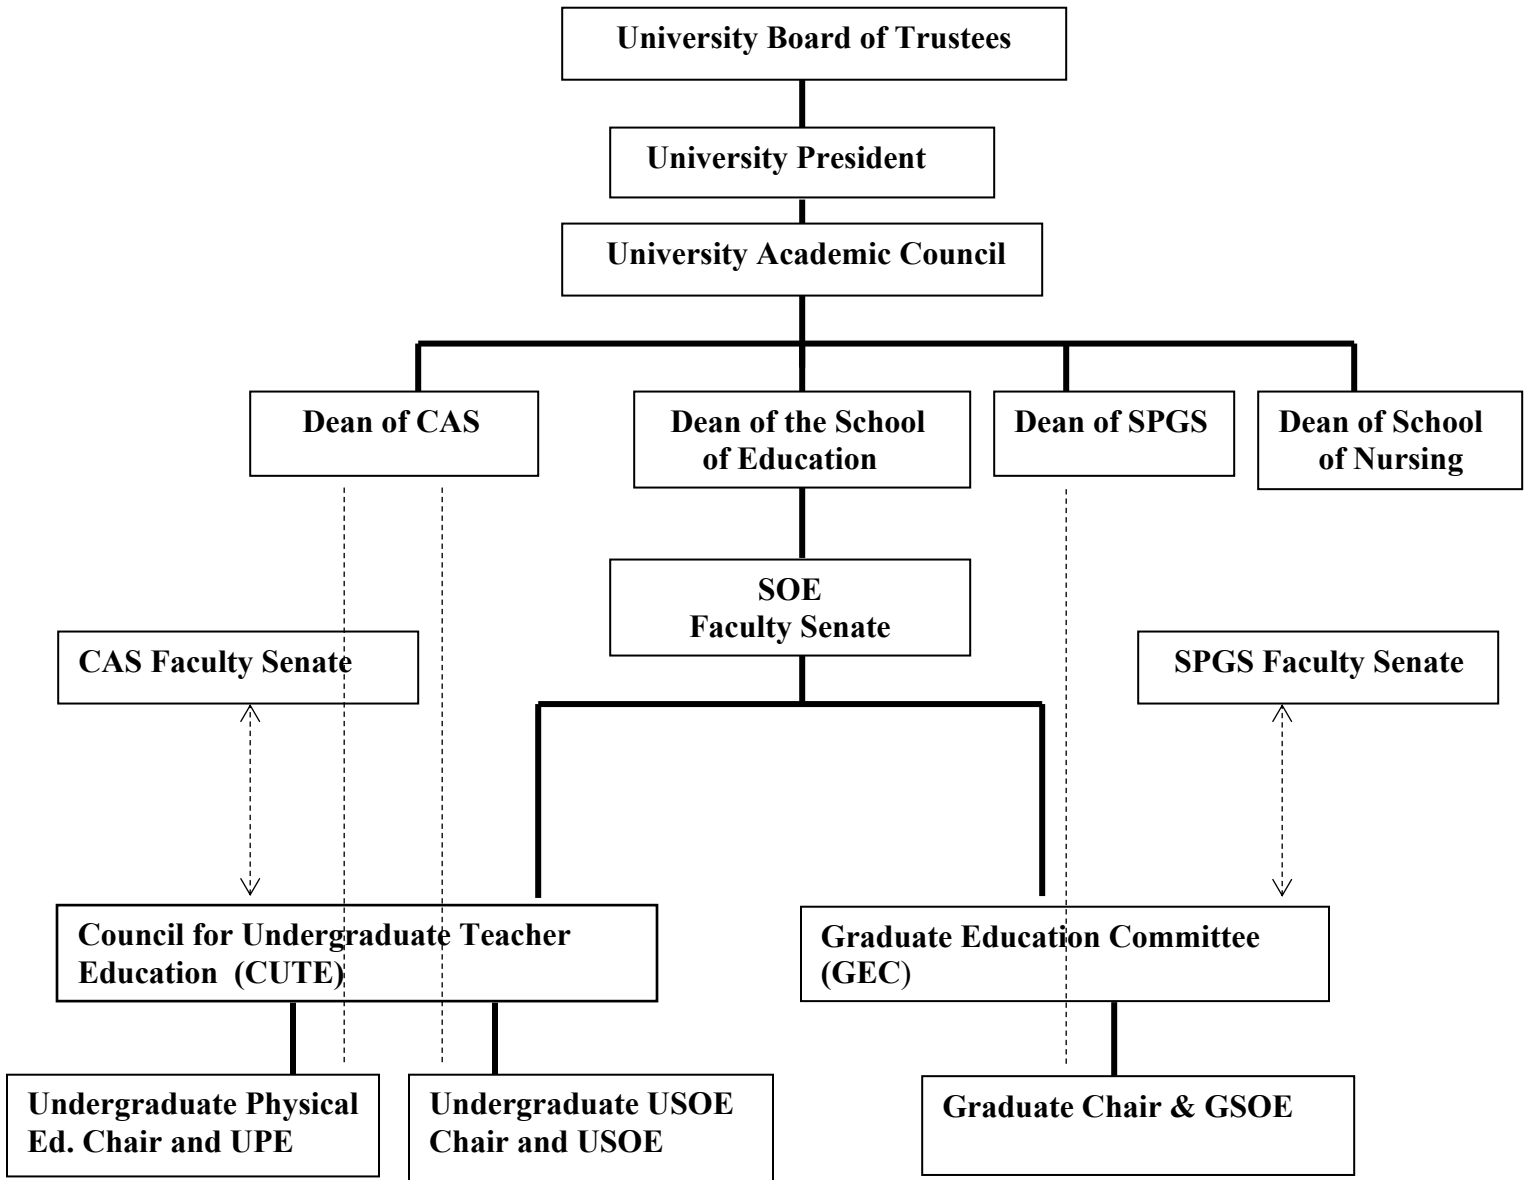 University Board of Trustees
University President
University Academic Council
Dean of CAS
Dean of the School
of Education
Dean of SPGS
Dean of School
of Nursing
SOE
Faculty Senate
CAS Faculty Senate
SPGS Faculty Senate
Council for Undergraduate Teacher
Education (CUTE)
Graduate Education Committee
(GEC)
Undergraduate Physical
Ed. Chair and UPE
Undergraduate USOE
Chair and USOE
Graduate Chair & GSOE